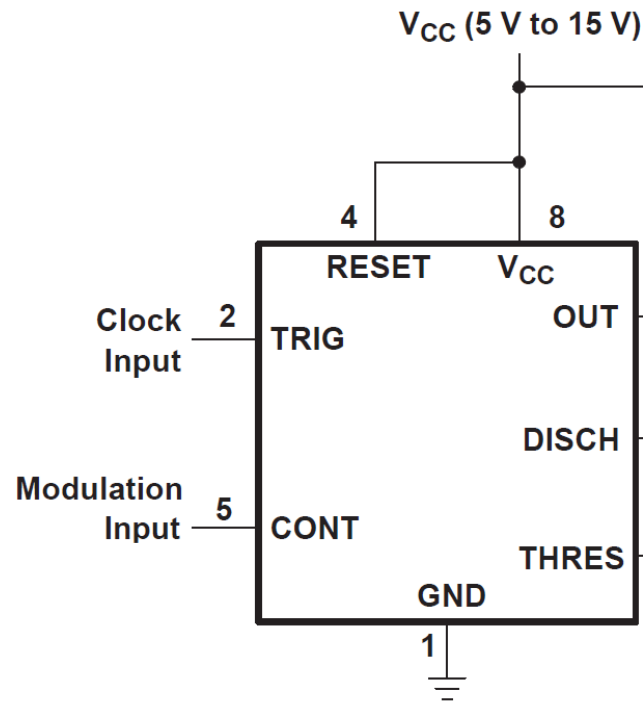 VCC (5 V to 15 V)
4
8
RESET
VCC
Clock
Input
2
TRIG
OUT
DISCH
Modulation
Input
5
CONT
THRES
GND
1